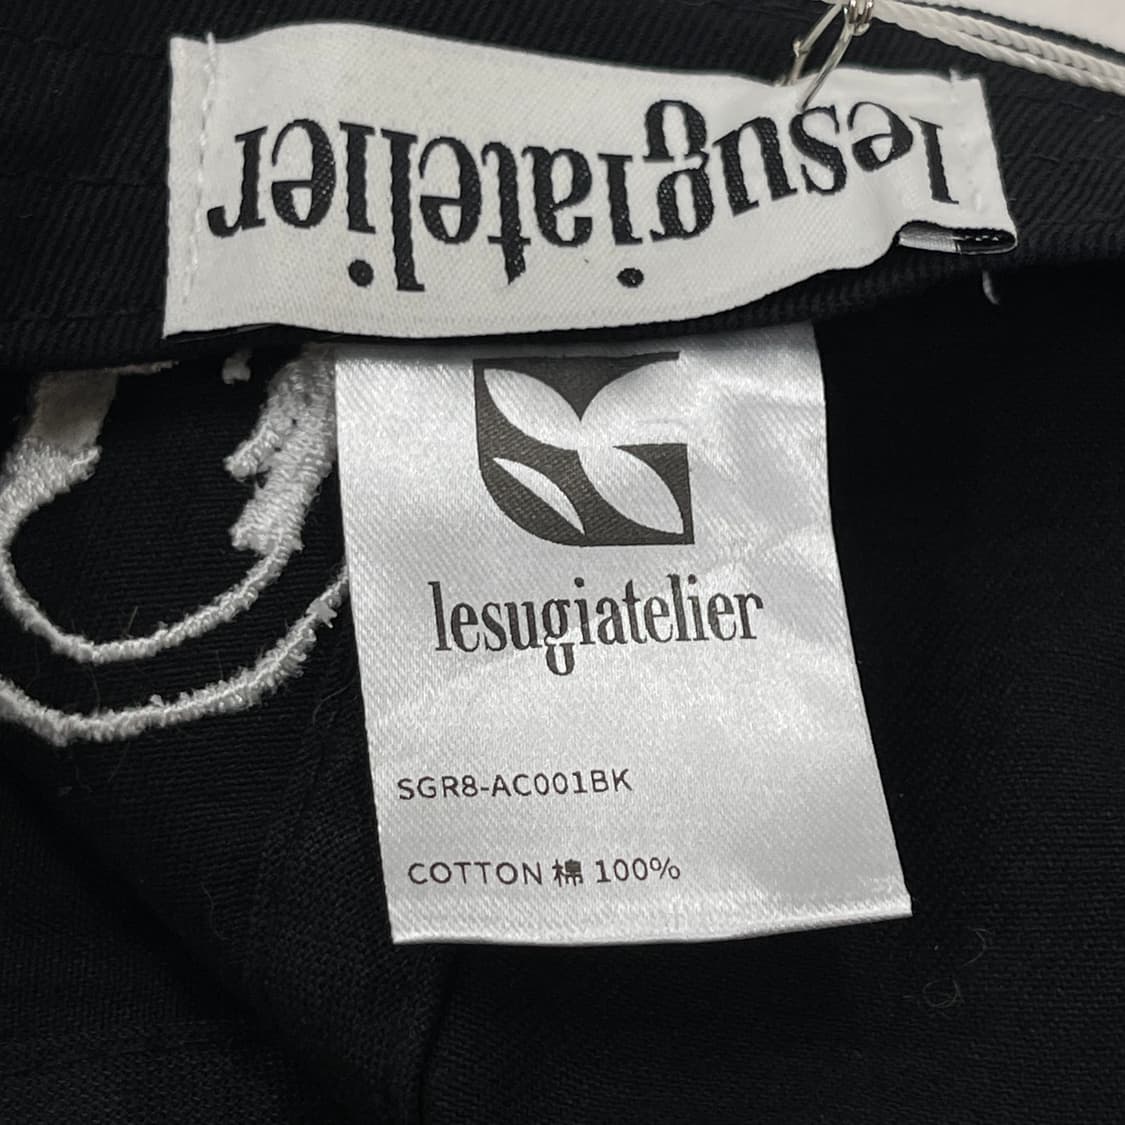 lesugiatelier
lesugiatelier
SGR8-AC001BK
COTTON 棉 100%